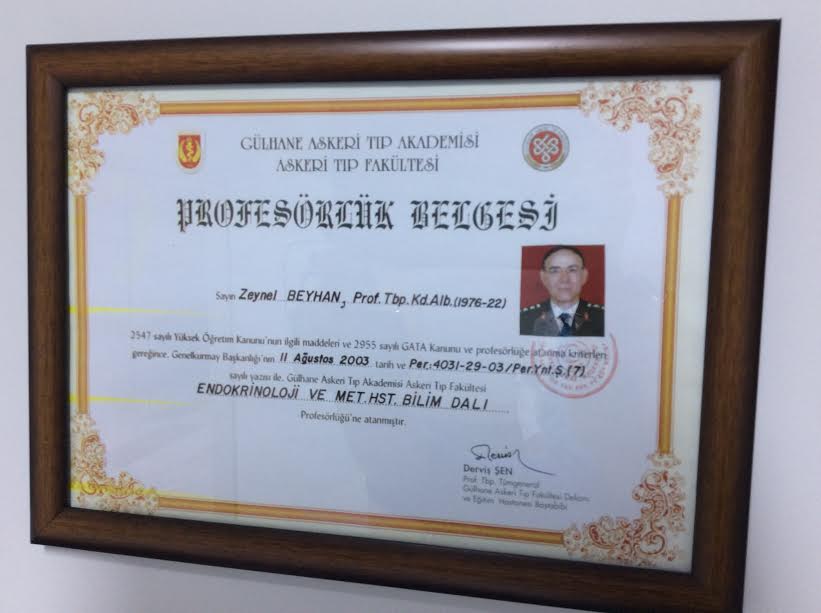 GÜLHANE ASKERİ TIP AKADEMİSİ
ASKERİ TIP FAKÜLTESİ
PROFESÖRLÜK BELGESİ
Sayın Zeynel BEYHAN, Prof. Tbp. Kd. Alb. (1976-22)
2547 sayılı Yüksek Öğretim Kanunu'nun ilgili maddeleri ve 2955 sayılı GATA Kanunu ve profesörlüğe atanma kriterleri
gereğince, Genelkurmay Başkanlığı'nın 11 Ağustos 2003 tarih ve Per.:4031-29-03/Per.Ynt.Ş.(7)
sayılı yazısı ile, Gülhane Askeri Tıp Akademisi Askeri Tıp Fakültesi
ENDOKRİNOLOJİ VE MET. HST. BİLİM DALI
Profesörlüğü'ne atanmıştır.
Derviş ŞEN
Prof. Tbp. Tümgeneral
Gülhane Askeri Tıp Fakültesi Dekanı
ve Eğitim Hastanesi Baştabibi